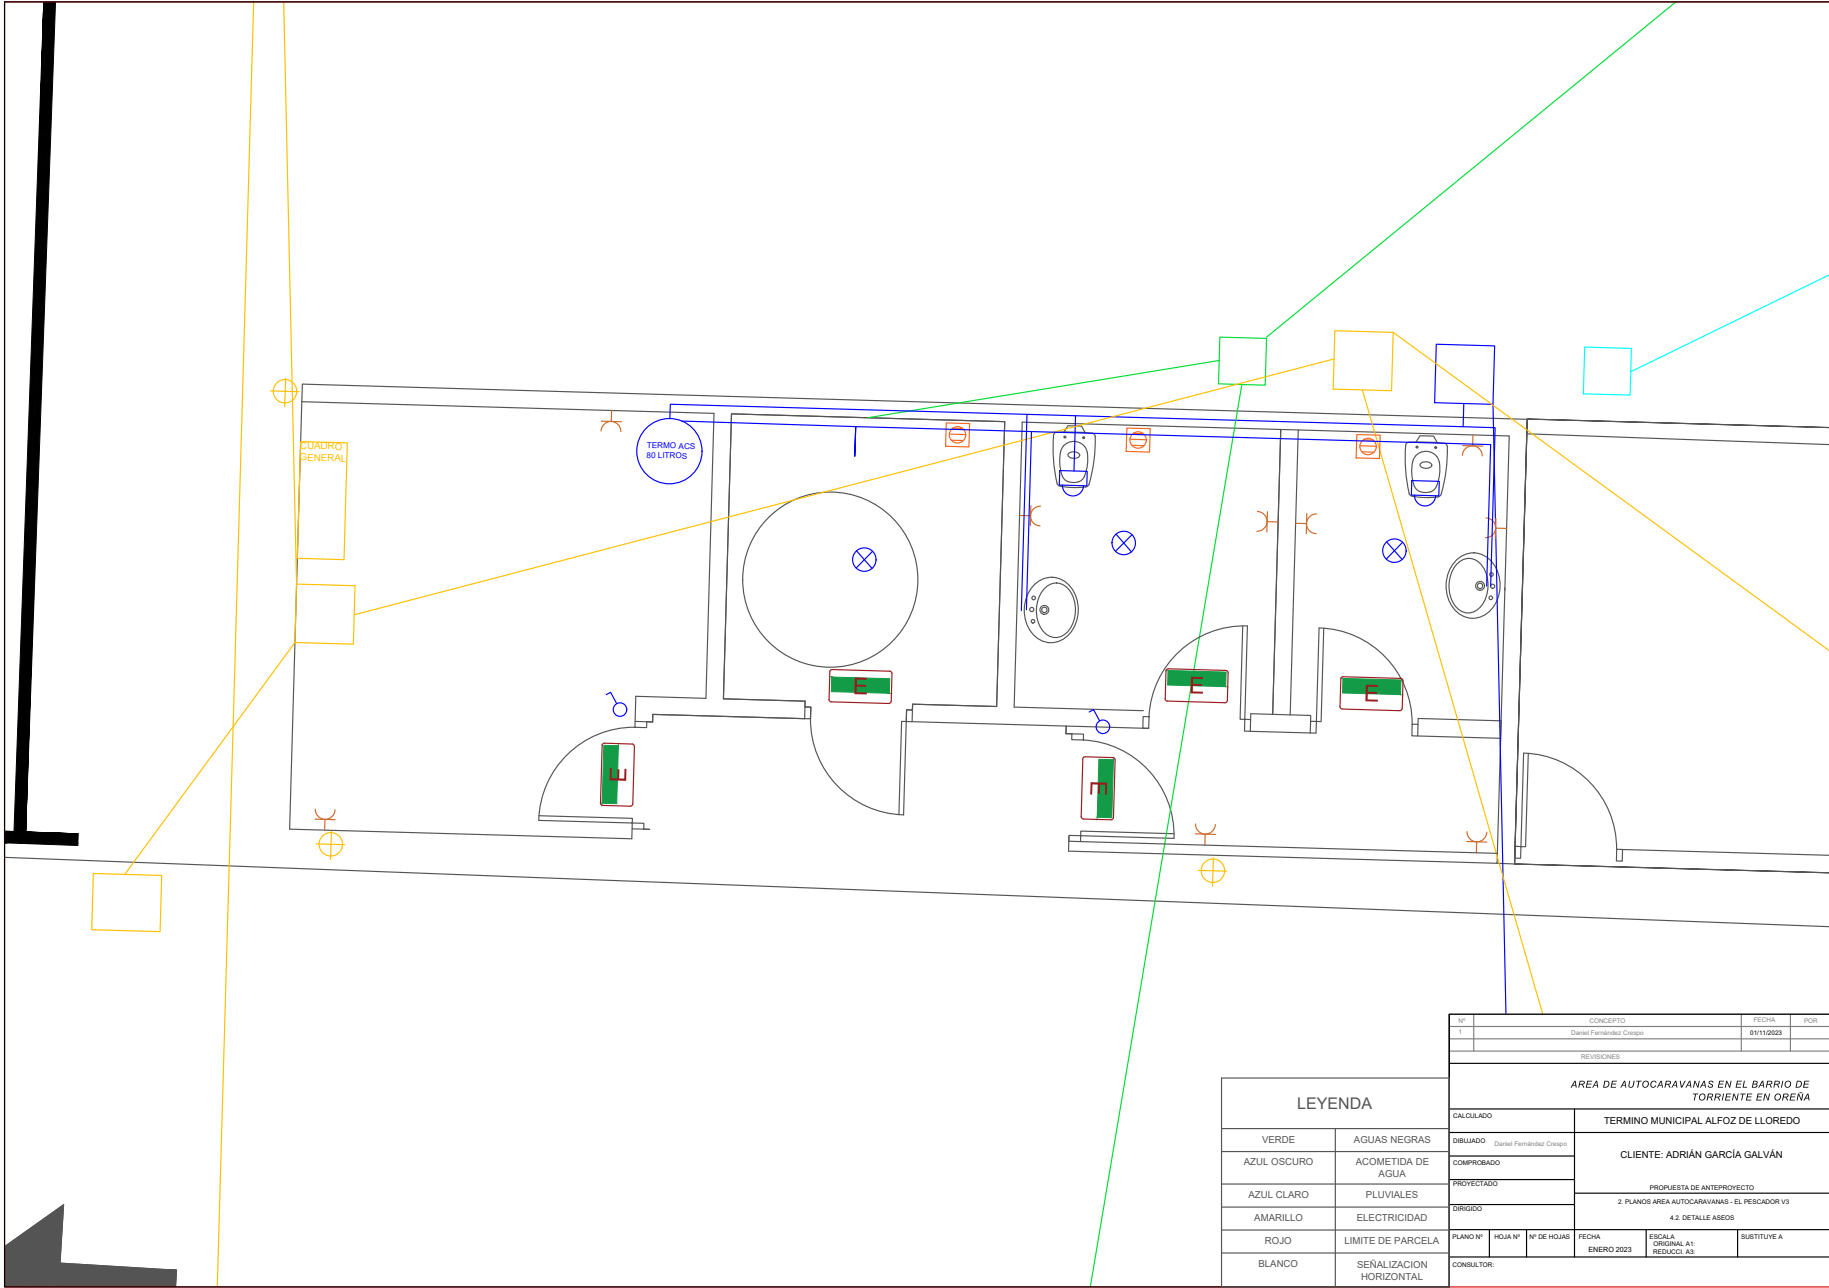 CUADRO
GENERAL
TERMO ACS
80 LITROS
E
E
E
E
E
LEYENDA
VERDE AGUAS NEGRAS
AZUL OSCURO ACOMETIDA DE
AGUA
AZUL CLARO PLUVIALES
AMARILLO ELECTRICIDAD
ROJO LIMITE DE PARCELA
BLANCO SEÑALIZACION
HORIZONTAL
Nº CONCEPTO FECHA POR
1 Daniel Fernández Crespo 01/11/2023
REVISIONES
AREA DE AUTOCARAVANAS EN EL BARRIO DE
TORRIENTE EN OREÑA
CALCULADO
TERMINO MUNICIPAL ALFOZ DE LLOREDO
DIBUJADO Daniel Fernández Crespo
CLIENTE: ADRIÁN GARCÍA GALVÁN
COMPROBADO
PROYECTADO
PROPUESTA DE ANTEPROYECTO
2. PLANOS AREA AUTOCARAVANAS - EL PESCADOR V3
DIRIGIDO
4.2. DETALLE ASEOS
PLANO Nº HOJA Nº Nº DE HOJAS FECHA ESCALA SUSTITUYE A
ORIGINAL A1:
ENERO 2023 REDUCCI. A3:
CONSULTOR: